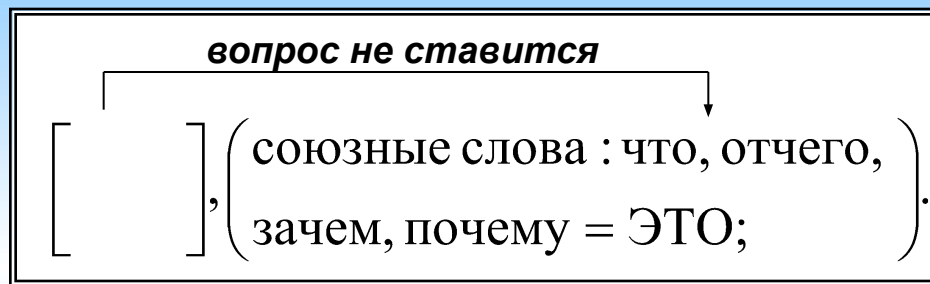 вопрос не ставится
[ ], (союзные слова : что, отчего,
зачем, почему = ЭТО; ).